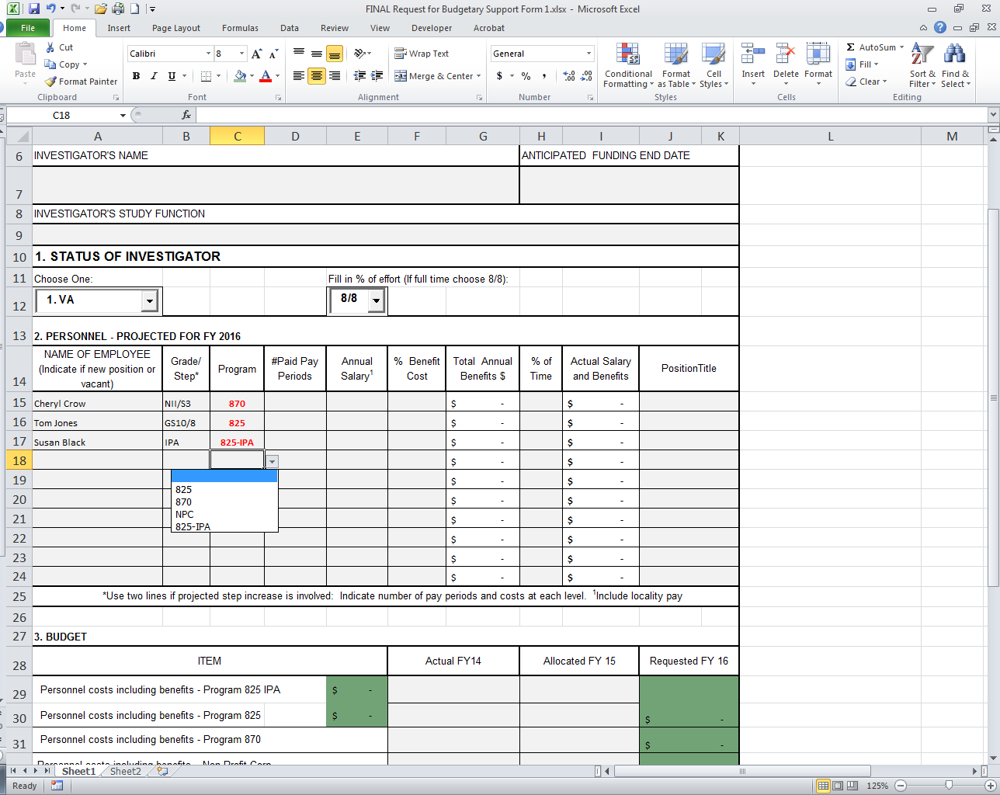 FINAL Request for Budgetary Support Form 1.xlsx - Microsoft Excel
File Home Insert Page Layout Formulas Data Review View Developer Acrobat
Paste Cut Copy Format Painter Clipboard
Calibri 8 A A B I U A Font
Wrap Text Merge & Center Alignment
General $ % , .00 .0 Number
Conditional Formatting Format as Table Cell Styles Styles
Insert Delete Format Cells
Σ AutoSum Fill Clear Sort & Filter Find & Select Editing
C18 fx
A B C D E F G H I J K L M
6 INVESTIGATOR'S NAME ANTICIPATED FUNDING END DATE
7
8 INVESTIGATOR'S STUDY FUNCTION
9
10 1. STATUS OF INVESTIGATOR
11 Choose One: Fill in % of effort (If full time choose 8/8):
12 1. VA 8/8
13 2. PERSONNEL - PROJECTED FOR FY 2016
14 NAME OF EMPLOYEE (Indicate if new position or vacant) Grade/ Step* Program #Paid Pay Periods Annual Salary1 % Benefit Cost Total Annual Benefits $ % of Time Actual Salary and Benefits PositionTitle
15 Cheryl Crow NII/S3 870 $ - $ -
16 Tom Jones GS10/8 825 $ - $ -
17 Susan Black IPA 825-IPA $ - $ -
18 $ - $ -
19 $ - $ -
825
20 $ - $ -
870
NPC
21 $ - $ -
825-IPA
22 $ - $ -
23 $ - $ -
24 $ - $ -
25 *Use two lines if projected step increase is involved: Indicate number of pay periods and costs at each level. 1Include locality pay
26
27 3. BUDGET
28 ITEM Actual FY14 Allocated FY 15 Requested FY 16
29 Personnel costs including benefits - Program 825 IPA $ -
30 Personnel costs including benefits - Program 825 $ - $ -
31 Personnel costs including benefits - Program 870 $ -
Personnel costs including benefits - Non Profit Corp
Sheet1 Sheet2
Ready 125%